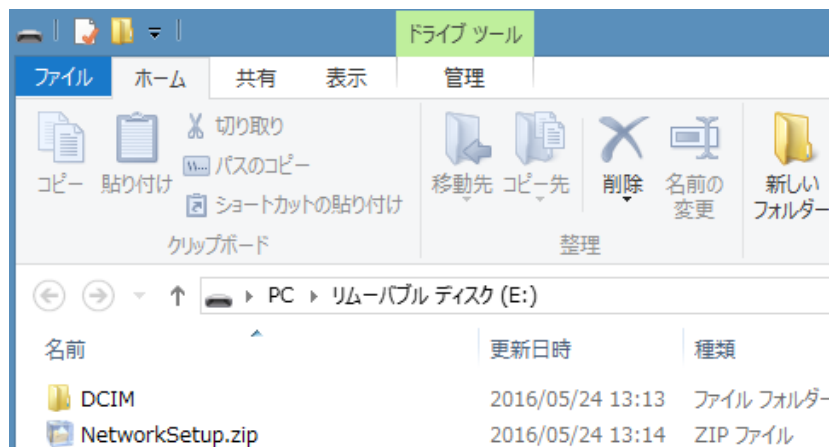 ドライブ ツール
ファイル ホーム 共有 表示 管理
コピー 貼り付け 切り取り
パスのコピー
ショートカットの貼り付け
移動先 コピー先 削除 名前の
変更
新しい
フォルダー
クリップボード 整理
PC リムーバブル ディスク (E:)
名前 更新日時 種類
DCIM 2016/05/24 13:13 ファイル フォルダー
NetworkSetup.zip 2016/05/24 13:14 ZIP ファイル